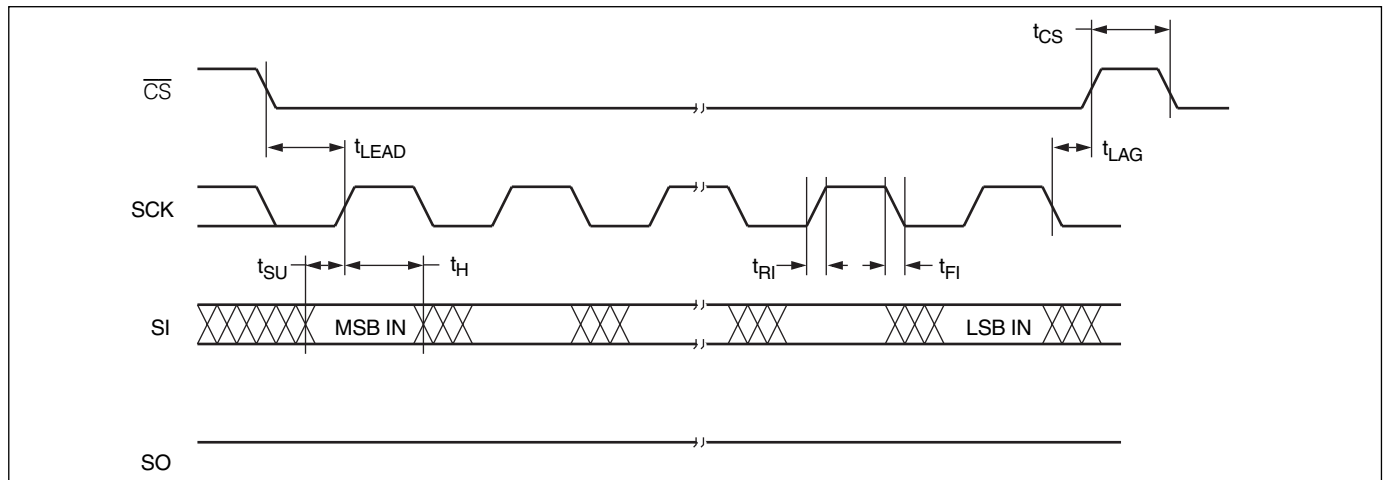 tCS
CS
tLEAD
tLAG
SCK
tSU
tH
tRI
tFI
SI
MSB IN
LSB IN
SO